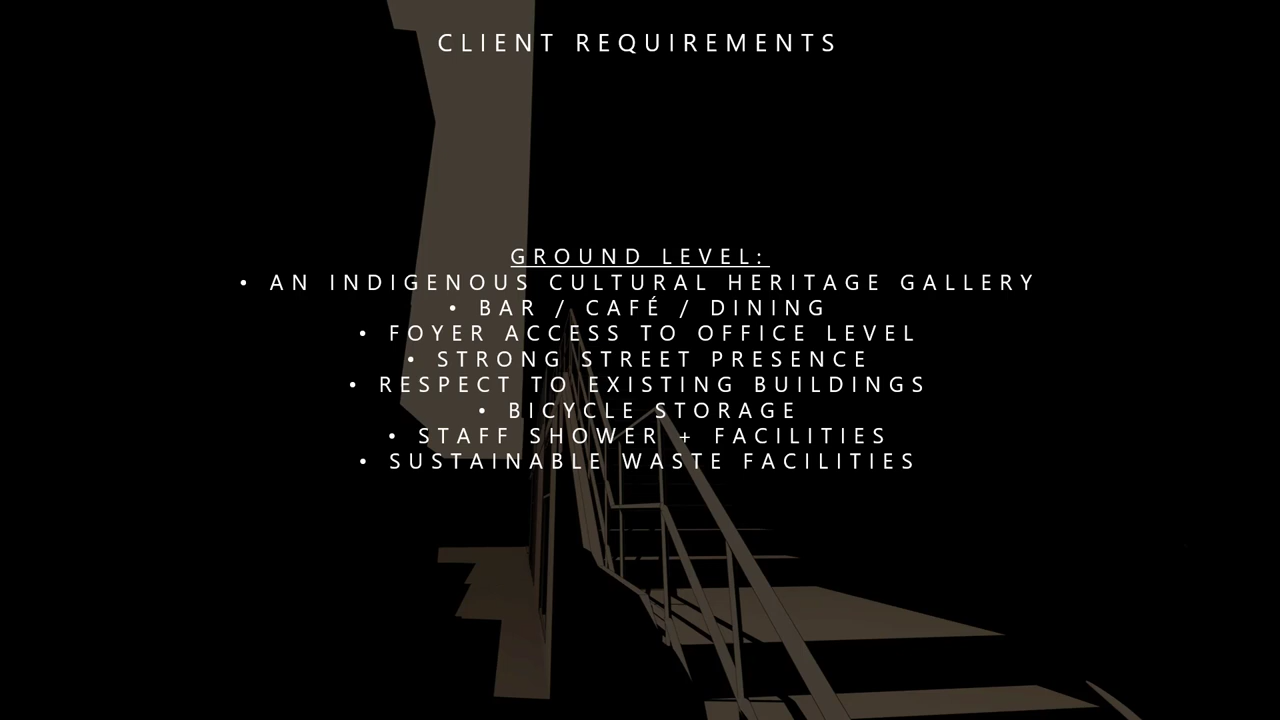 CLIENT REQUIREMENTS
GROUND LEVEL:
• AN INDIGENOUS CULTURAL HERITAGE GALLERY
• BAR / CAFÉ / DINING
• FOYER ACCESS TO OFFICE LEVEL
• STRONG STREET PRESENCE
• RESPECT TO EXISTING BUILDINGS
• BICYCLE STORAGE
• STAFF SHOWER + FACILITIES
• SUSTAINABLE WASTE FACILITIES